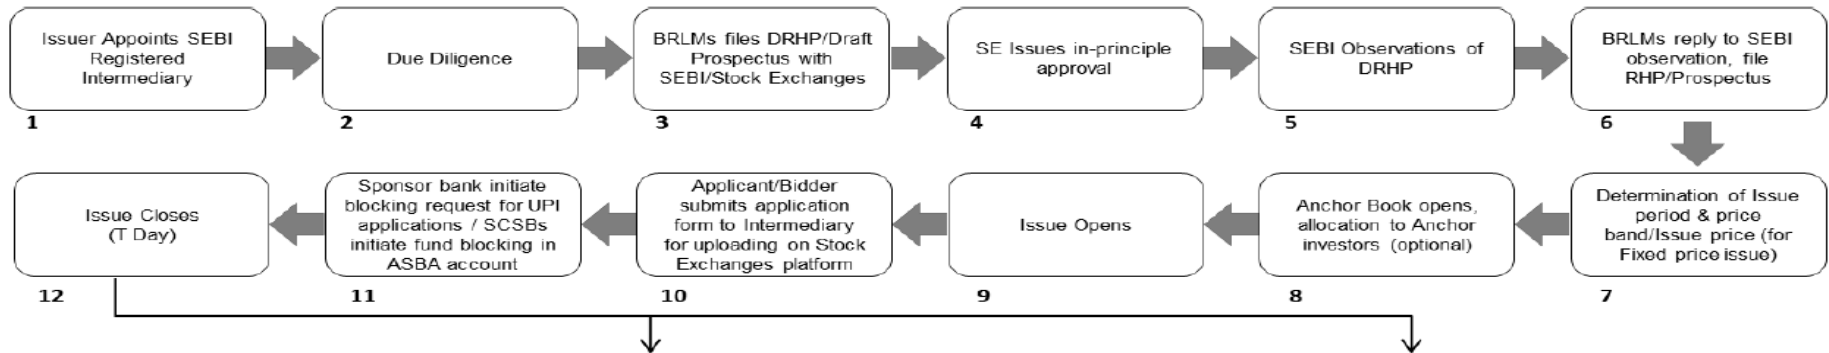 Issuer Appoints SEBI
Registered
Intermediary
1
Due Diligence
2
BRLMs files DRHP/Draft
Prospectus with
SEBI/Stock Exchanges
3
SE Issues in-principle
approval
4
SEBI Observations of
DRHP
5
BRLMs reply to SEBI
observation, file
RHP/Prospectus
6
Determination of Issue
period & price
band/Issue price (for
Fixed price issue)
7
Anchor Book opens,
allocation to Anchor
investors (optional)
8
Issue Opens
9
Applicant/Bidder
submits application
form to Intermediary
for uploading on Stock
Exchanges platform
10
Sponsor bank initiate
blocking request for UPI
applications / SCSBs
initiate fund blocking in
ASBA account
11
Issue Closes
(T Day)
12